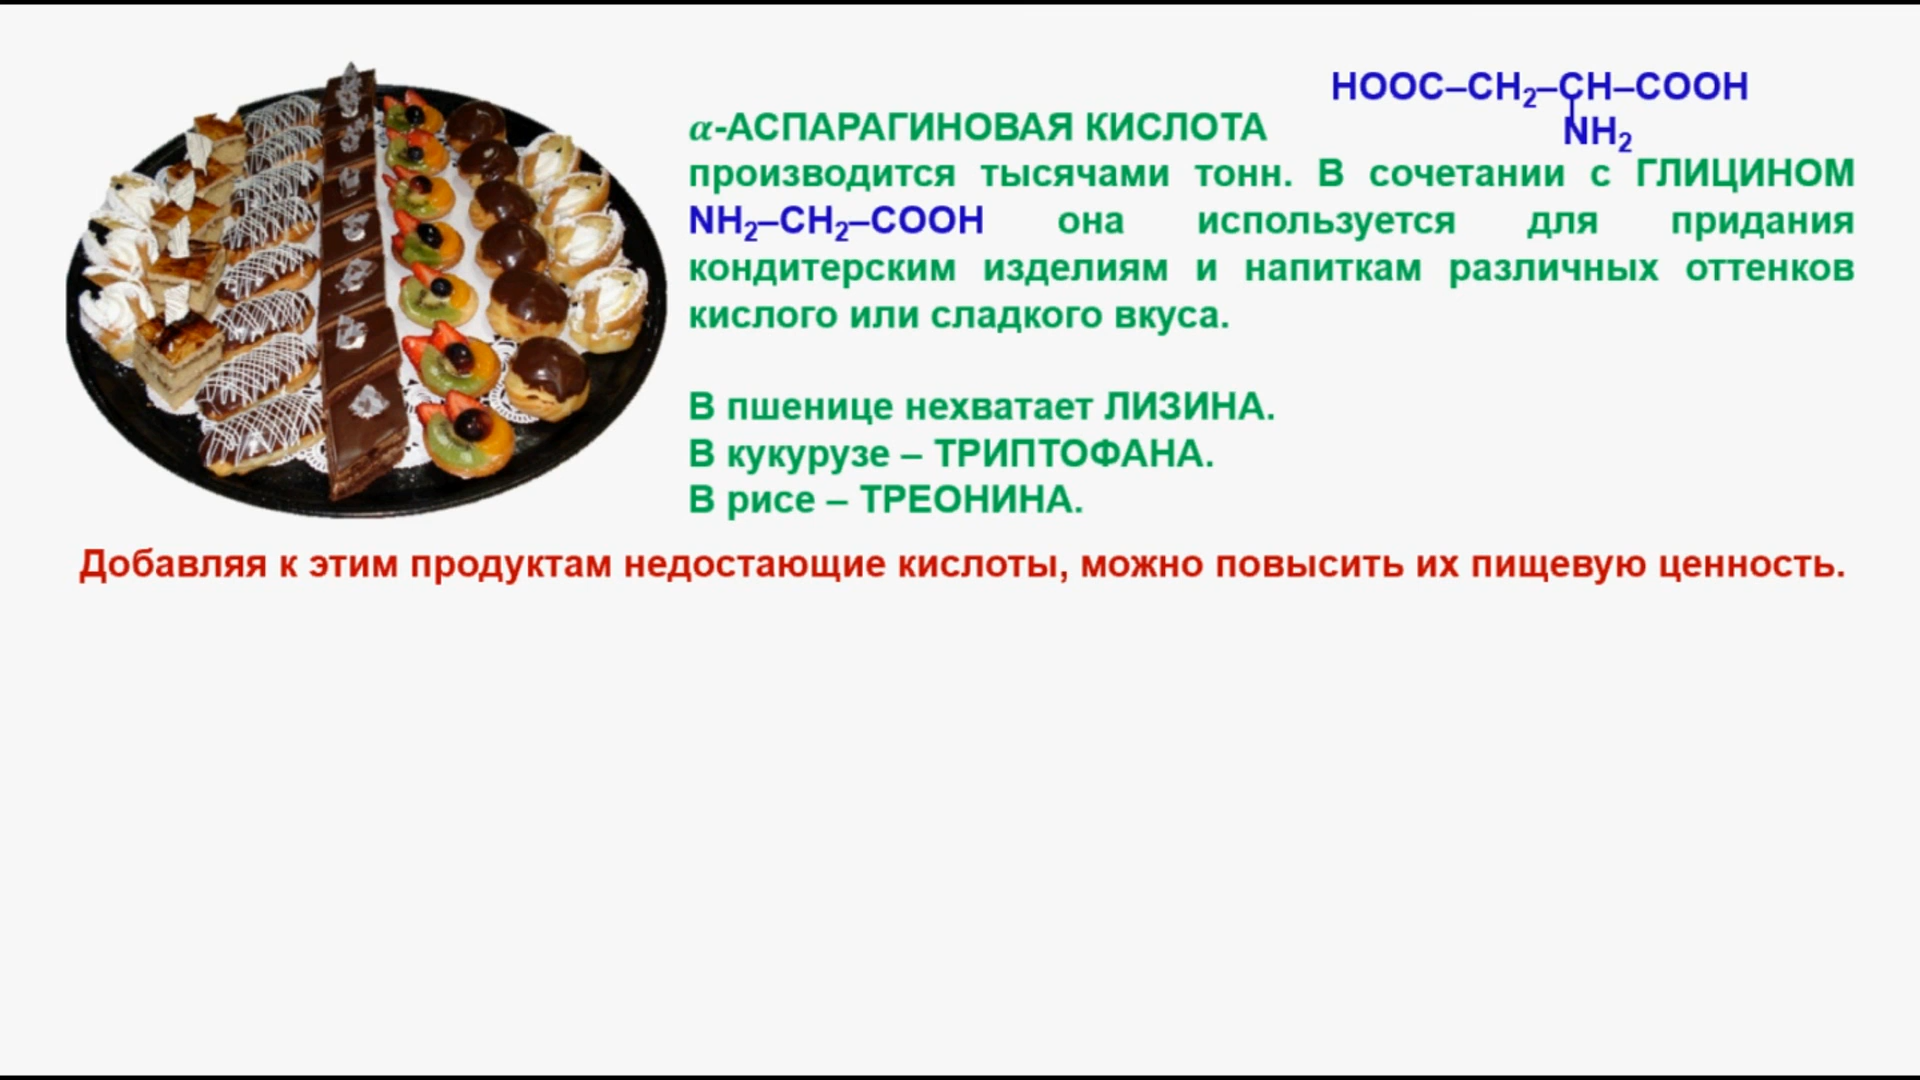 HOOC–CH₂–CH–COOH
NH₂
α-АСПАРАГИНОВАЯ КИСЛОТА
производится тысячами тонн. В сочетании с ГЛИЦИНОМ
NH₂–CH₂–COOH она используется для придания
кондитерским изделиям и напиткам различных оттенков
кислого или сладкого вкуса.
В пшенице нехватает ЛИЗИНА.
В кукурузе – ТРИПТОФАНА.
В рисе – ТРЕОНИНА.
Добавляя к этим продуктам недостающие кислоты, можно повысить их пищевую ценность.